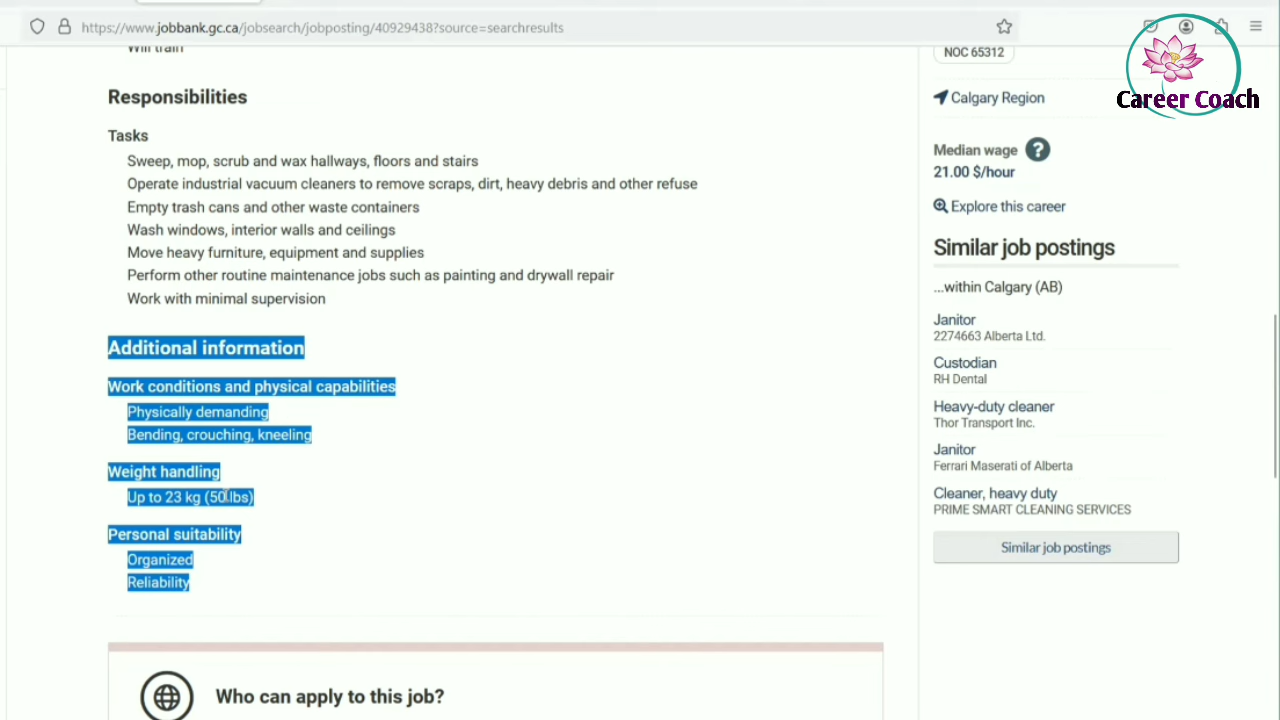 https://www.jobbank.gc.ca/jobsearch/jobposting/40929438?source=searchresults
Career Coach
Will train
Responsibilities
Tasks
Sweep, mop, scrub and wax hallways, floors and stairs
Operate industrial vacuum cleaners to remove scraps, dirt, heavy debris and other refuse
Empty trash cans and other waste containers
Wash windows, interior walls and ceilings
Move heavy furniture, equipment and supplies
Perform other routine maintenance jobs such as painting and drywall repair
Work with minimal supervision
Additional information
Work conditions and physical capabilities
Physically demanding
Bending, crouching, kneeling
Weight handling
Up to 23 kg (50 lbs)
Personal suitability
Organized
Reliability
Who can apply to this job?
NOC 65312
Calgary Region
Median wage ?
21.00 $/hour
Explore this career
Similar job postings
...within Calgary (AB)
Janitor
2274663 Alberta Ltd.
Custodian
RH Dental
Heavy-duty cleaner
Thor Transport Inc.
Janitor
Ferrari Maserati of Alberta
Cleaner, heavy duty
PRIME SMART CLEANING SERVICES
Similar job postings